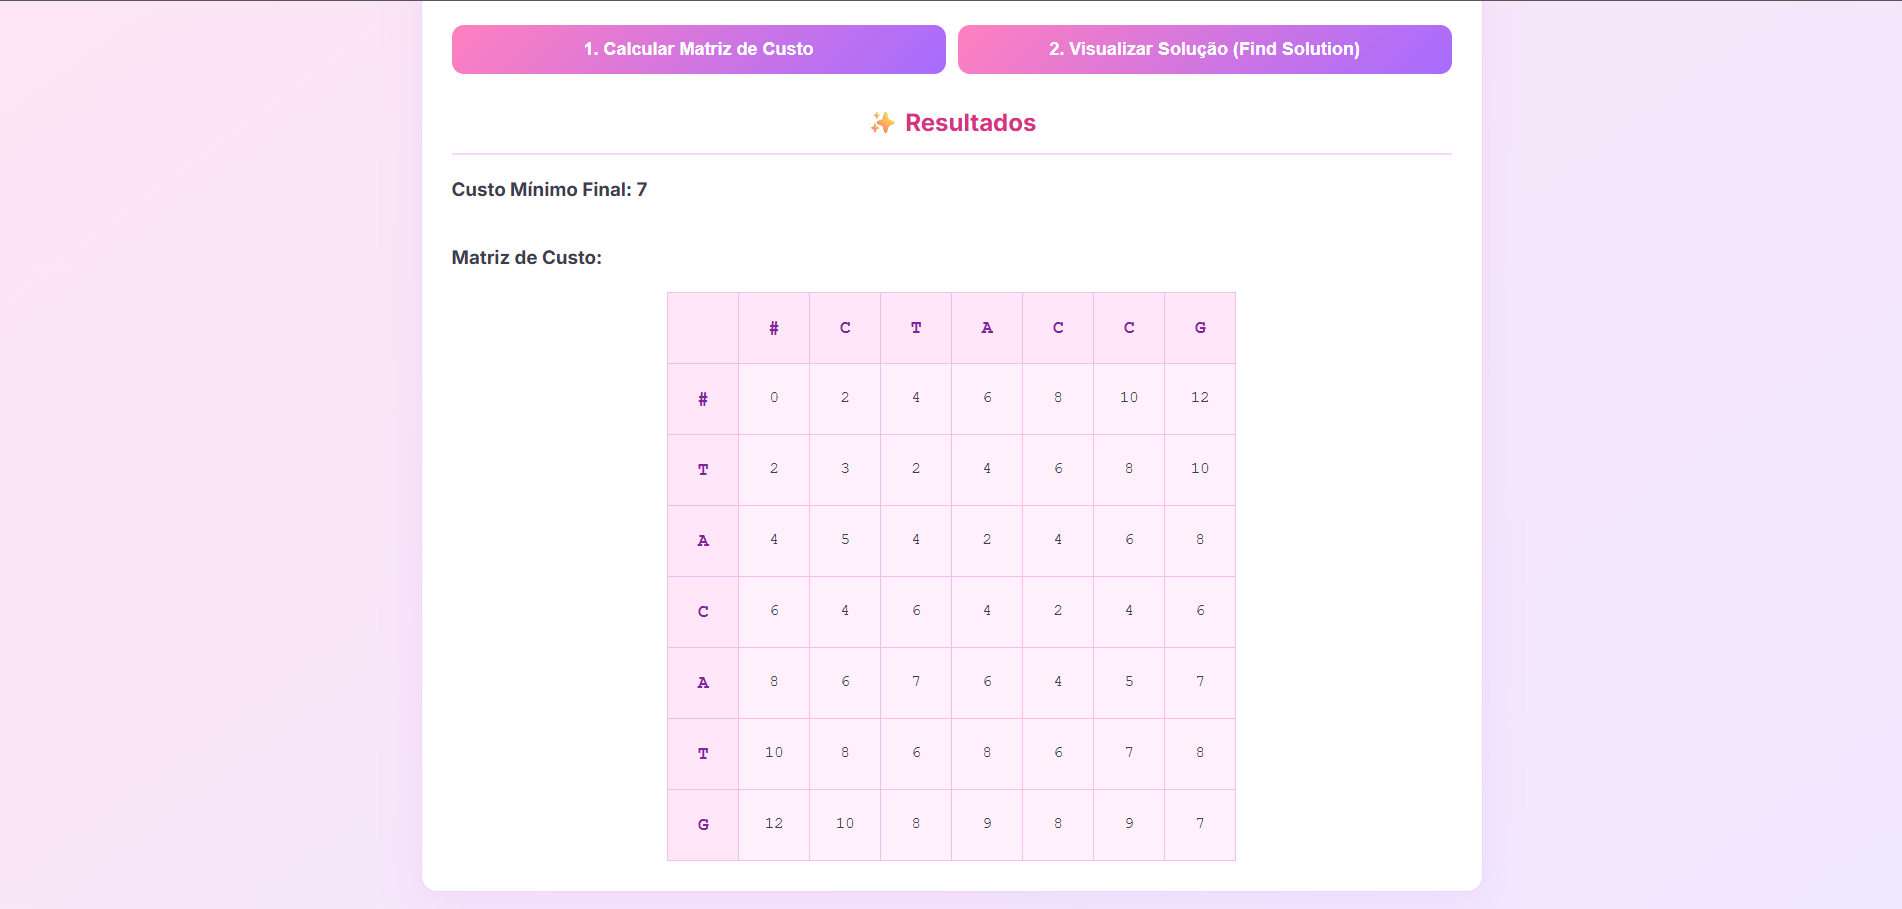 1. Calcular Matriz de Custo
2. Visualizar Solução (Find Solution)
✨ Resultados
Custo Mínimo Final: 7
Matriz de Custo:
# C T A C C G
# 0 2 4 6 8 10 12
T 2 3 2 4 6 8 10
A 4 5 4 2 4 6 8
C 6 4 6 4 2 4 6
A 8 6 7 6 4 5 7
T 10 8 6 8 6 7 8
G 12 10 8 9 8 9 7